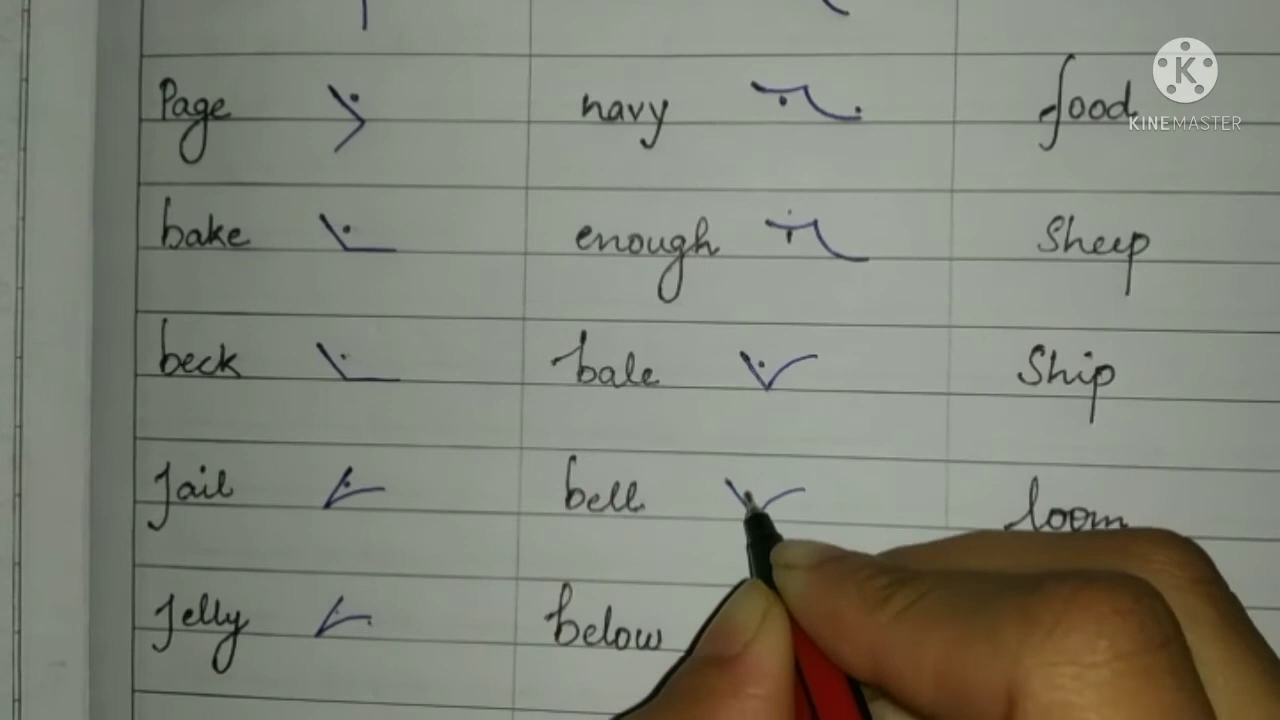 Page navy food
KINEMASTER
bake enough Sheep
beck bale Ship
Jail bell loom
Jelly below